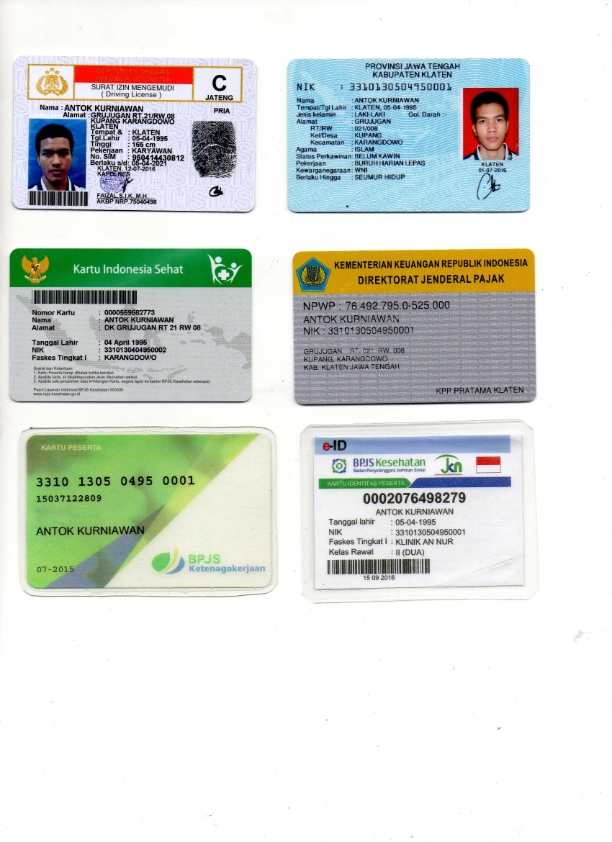 SURAT IZIN MENGEMUDI
( Driving License )
C
JATENG
Nama : ANTOK KURNIAWAN
PRIA
Alamat : GRUJUGAN RT.21/RW.08
KUPANG KARANGDOWO
KLATEN
Tempat & : KLATEN
Tgl.Lahir : 05-04-1995
Tinggi : 165 cm
Pekerjaan : KARYAWAN
No. SIM : 950414430812
Berlaku s/d : 05-04-2021
KLATEN, 12-07-2016
KAPOLRES
FAIZAL,S.I.K, M.H.
AKBP NRP.75040498
PROVINSI JAWA TENGAH
KABUPATEN KLATEN
NIK : 3310130504950001
Nama : ANTOK KURNIAWAN
Tempat/Tgl Lahir : KLATEN, 05-04-1995
Jenis kelamin : LAKI-LAKI Gol. Darah : -
Alamat : GRUJUGAN
RT/RW : 021/008
Kel/Desa : KUPANG
Kecamatan : KARANGDOWO
Agama : ISLAM
Status Perkawinan: BELUM KAWIN
Pekerjaan : BURUH HARIAN LEPAS
Kewarganegaraan: WNI
Berlaku Hingga : SEUMUR HIDUP
KLATEN
01-07-2016
Kartu Indonesia Sehat
Nomor Kartu : 0000559582773
Nama : ANTOK KURNIAWAN
Alamat : DK GRUJUGAN RT 21 RW 08
Tanggal Lahir : 04 April 1995
NIK : 3310130404950002
Faskes Tingkat I : KARANGDOWO
Syarat dan Ketentuan:
www.bpjs-kesehatan.go.id
KEMENTERIAN KEUANGAN REPUBLIK INDONESIA
DIREKTORAT JENDERAL PAJAK
NPWP : 76.492.795.0-525.000
ANTOK KURNIAWAN
NIK : 3310130504950001
GRUJUGAN RT. 021 RW. 008
KUPANG, KARANGDOWO
KAB. KLATEN JAWA TENGAH
KPP PRATAMA KLATEN
KARTU PESERTA
3310 1305 0495 0001
15037122809
ANTOK KURNIAWAN
07-2015
BPJS
Ketenagakerjaan
e-ID
BPJS Kesehatan
Badan Penyelenggara Jaminan Sosial
jkn
KARTU IDENTITAS PESERTA
0002076498279
ANTOK KURNIAWAN
Tanggal lahir : 05-04-1995
NIK : 3310130504950001
Faskes Tingkat I : KLINIK AN NUR
Kelas Rawat : II (DUA)
15 09 2016